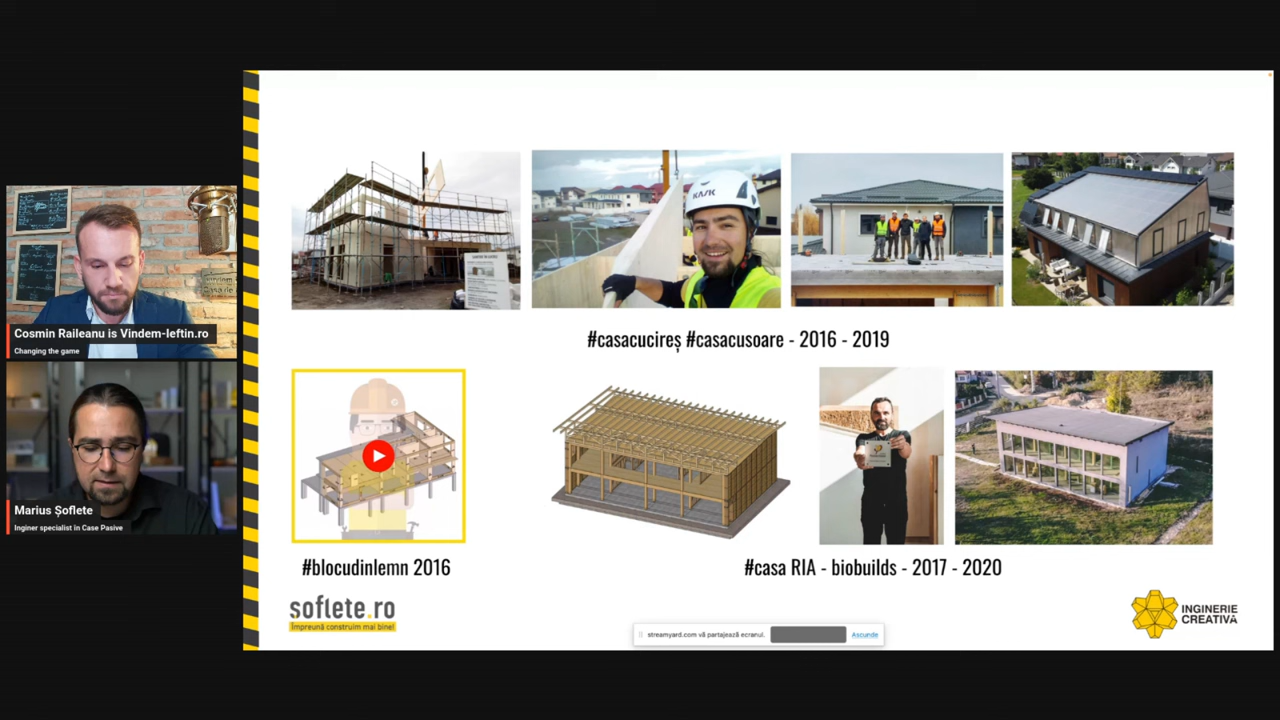 Cosmin Raileanu is Vindem-Ieftin.ro
Changing the game
Marius Șoflete
Inginer specialist în Case Pasive
KASK
#casacucireș #casacusoare - 2016 - 2019
#blocudinlemn 2016
#casa RIA - biobuilds - 2017 - 2020
soflete.ro
Împreună construim mai bine!
streamyard.com vă partajează ecranul.
Ascunde
INGINERIE
CREATIVĂ